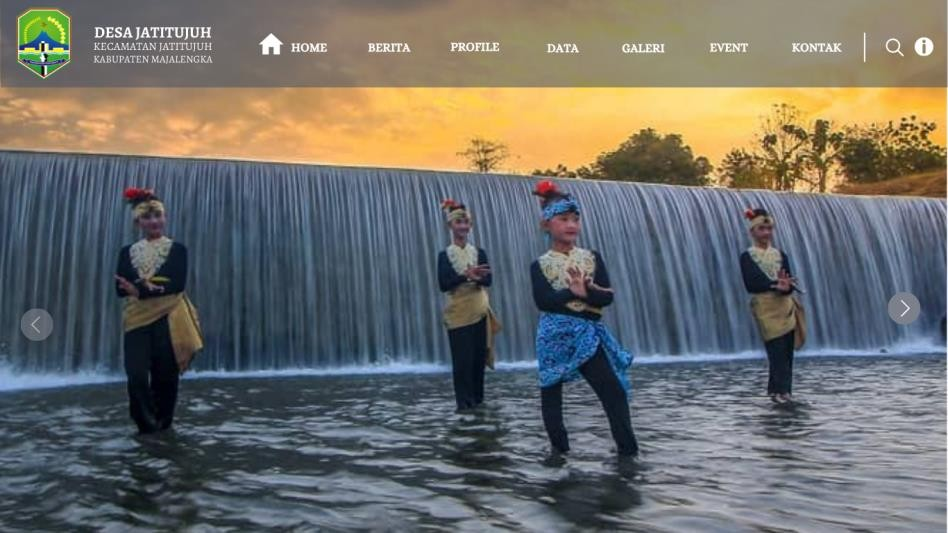 DESA JATITUJUH
KECAMATAN JATITUJUH
KABUPATEN MAJALENGKA
HOME
BERITA
PROFILE
DATA
GALERI
EVENT
KONTAK